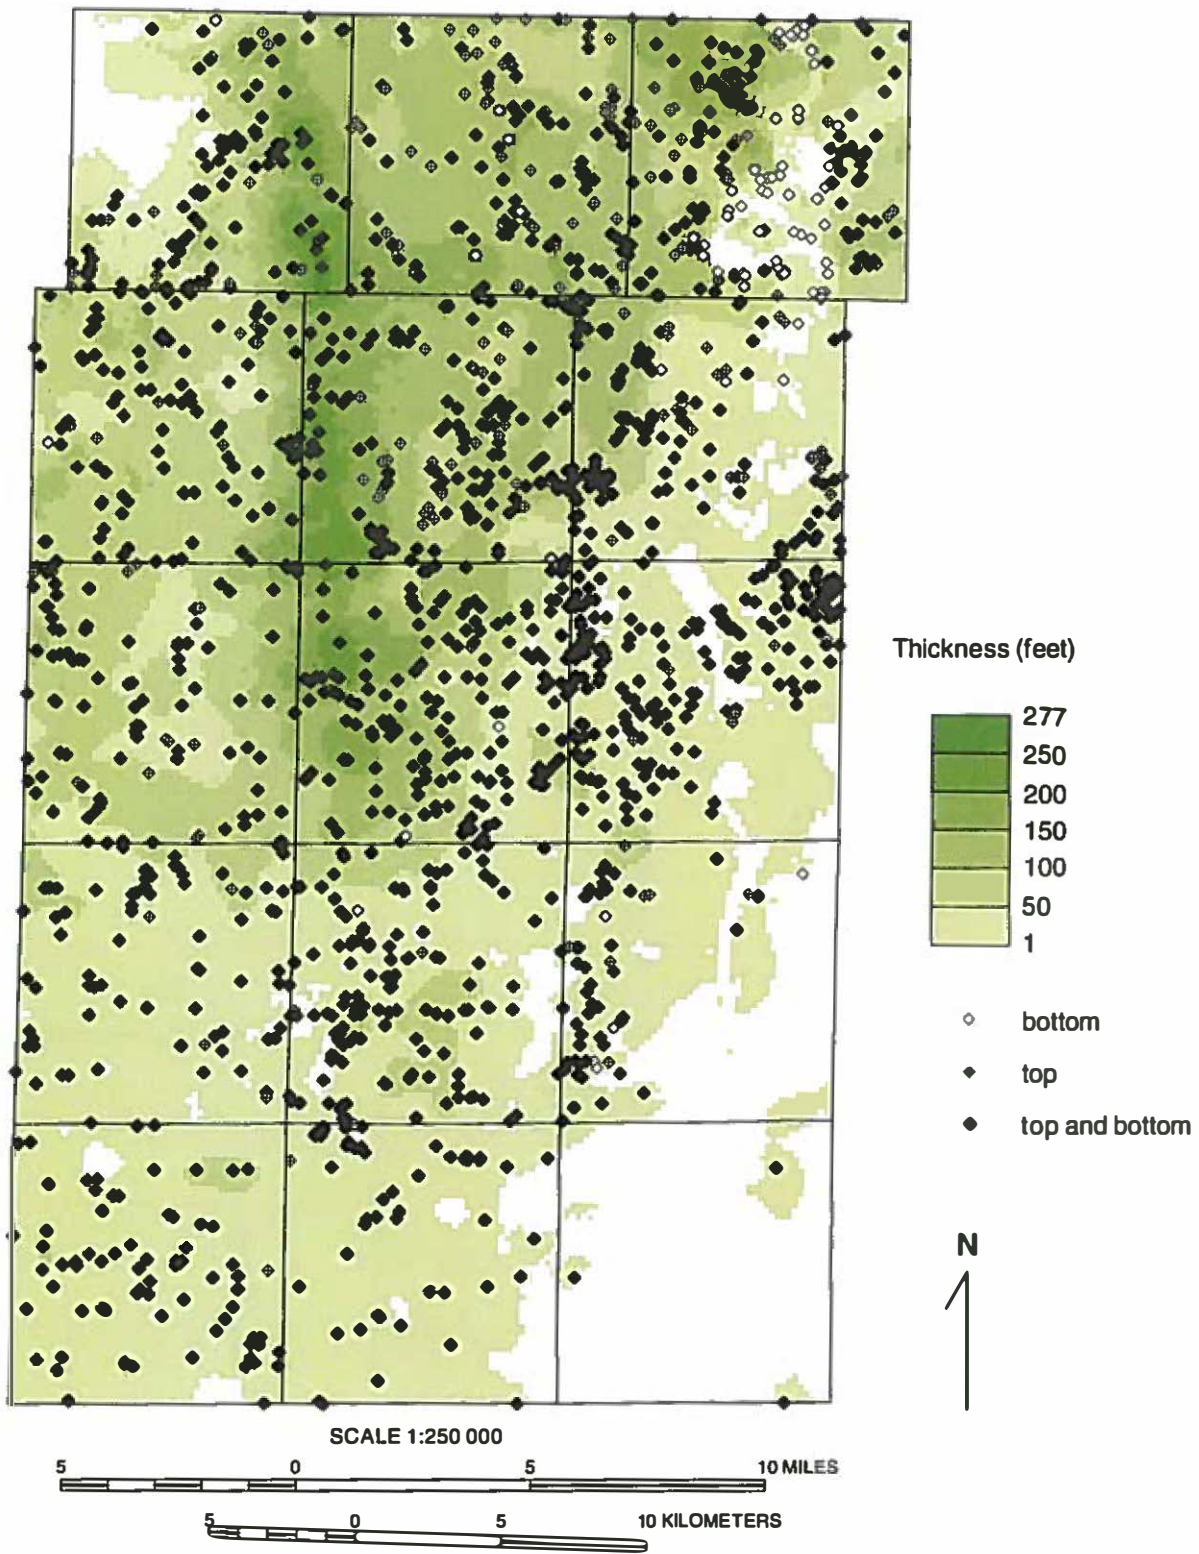 Thickness (feet)
277
250
200
150
100
50
1
bottom
top
top and bottom
N
SCALE 1:250 000
5 0 5 10 MILES
5 0 5 10 KILOMETERS